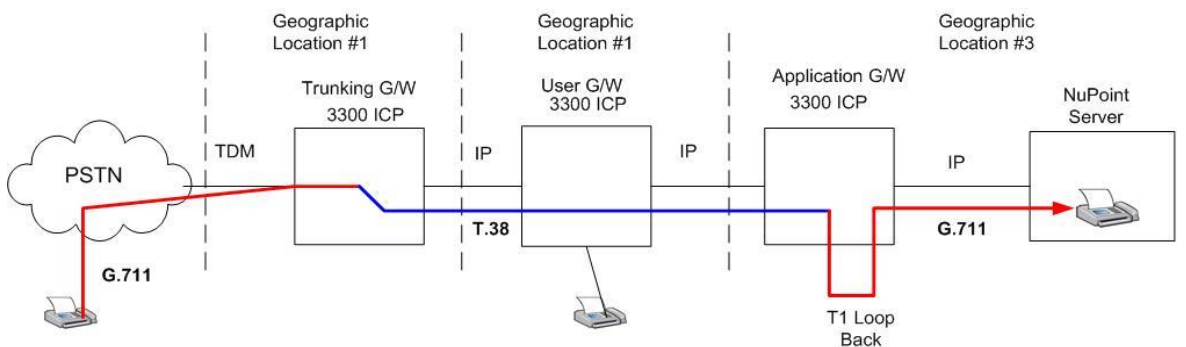 Geographic
Location #1
Geographic
Location #1
Geographic
Location #3
Trunking G/W
3300 ICP
User G/W
3300 ICP
Application G/W
3300 ICP
NuPoint
Server
PSTN
TDM
IP
IP
IP
T.38
G.711
G.711
T1 Loop
Back